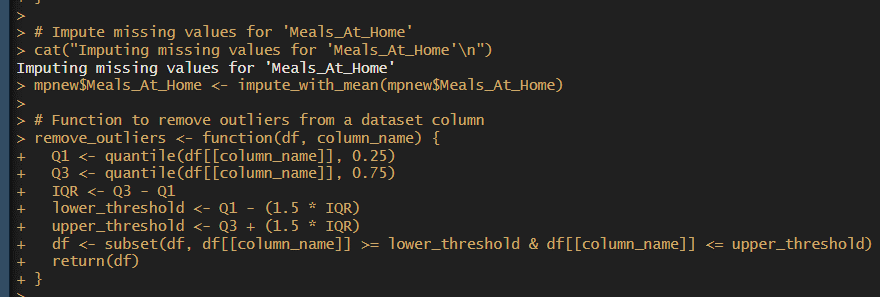 + }
>
> # Impute missing values for 'Meals_At_Home'
> cat("Imputing missing values for 'Meals_At_Home'\n")
Imputing missing values for 'Meals_At_Home'
> mpnew$Meals_At_Home <- impute_with_mean(mpnew$Meals_At_Home)
>
> # Function to remove outliers from a dataset column
> remove_outliers <- function(df, column_name) {
+   Q1 <- quantile(df[[column_name]], 0.25)
+   Q3 <- quantile(df[[column_name]], 0.75)
+   IQR <- Q3 - Q1
+   lower_threshold <- Q1 - (1.5 * IQR)
+   upper_threshold <- Q3 + (1.5 * IQR)
+   df <- subset(df, df[[column_name]] >= lower_threshold & df[[column_name]] <= upper_threshold)
+   return(df)
+ }
>